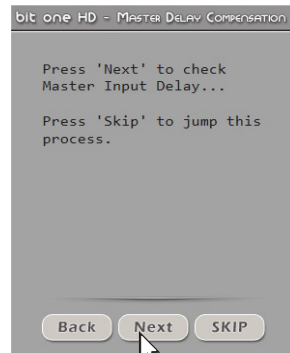 bit one HD - Master Delay Compensation
Press 'Next' to check
Master Input Delay...
Press 'Skip' to jump this
process.
Back Next SKIP